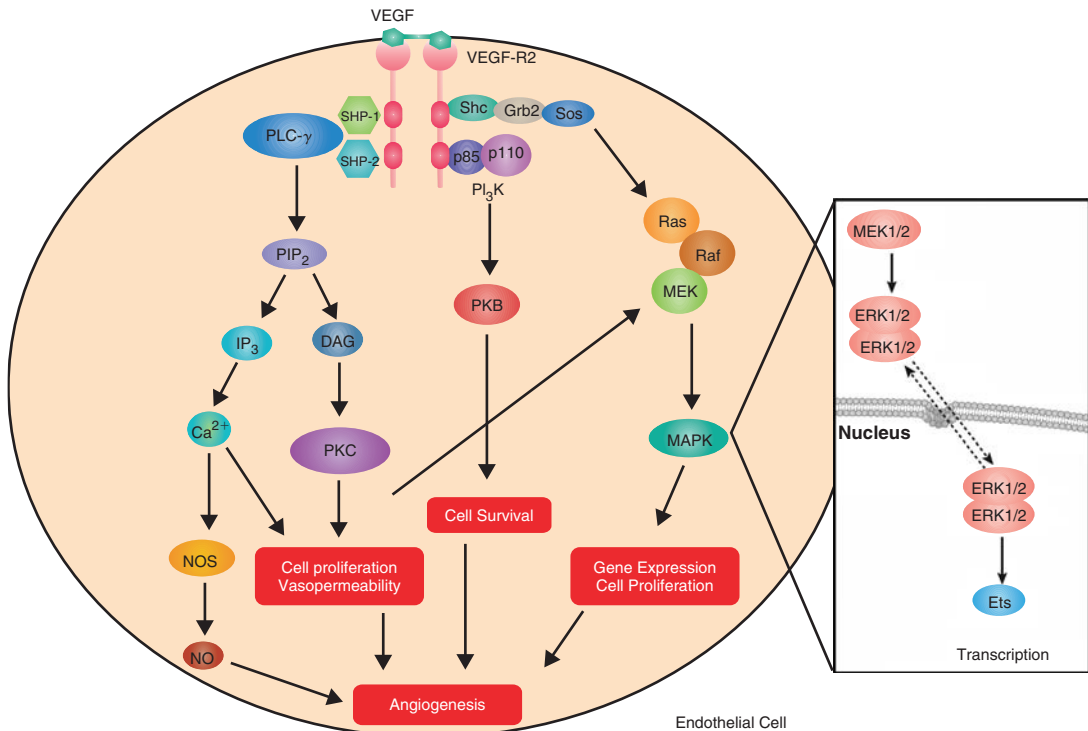 VEGF
VEGF-R2
SHP-1
Shc
Grb2
Sos
PLC-γ
SHP-2
p85
p110
PI₃K
Ras
Raf
MEK
PIP₂
PKB
IP₃
DAG
Ca²⁺
PKC
MAPK
Cell Survival
NOS
Cell proliferation
Vasopermeability
Gene Expression
Cell Proliferation
NO
Angiogenesis
Endothelial Cell
MEK1/2
ERK1/2
ERK1/2
Nucleus
ERK1/2
ERK1/2
Ets
Transcription